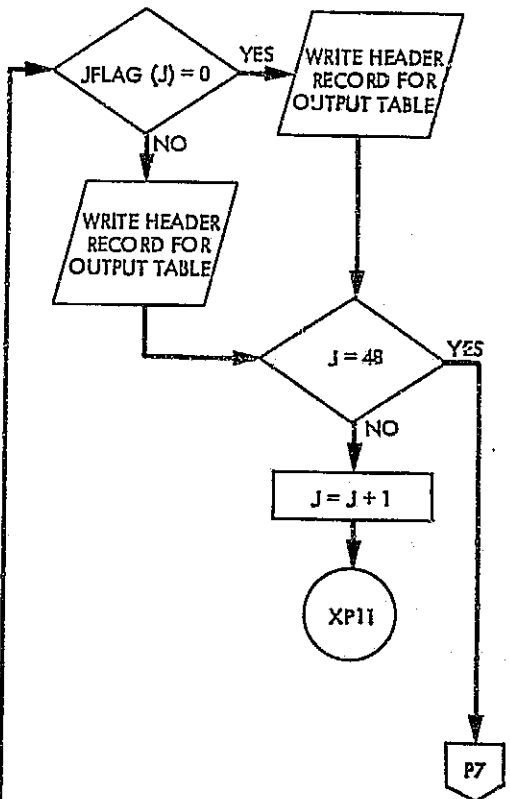 JFLAG (J) = 0
YES
WRITE HEADER
RECORD FOR
OUTPUT TABLE
NO
WRITE HEADER
RECORD FOR
OUTPUT TABLE
J = 48
YES
NO
J = J + 1
XP11
P7